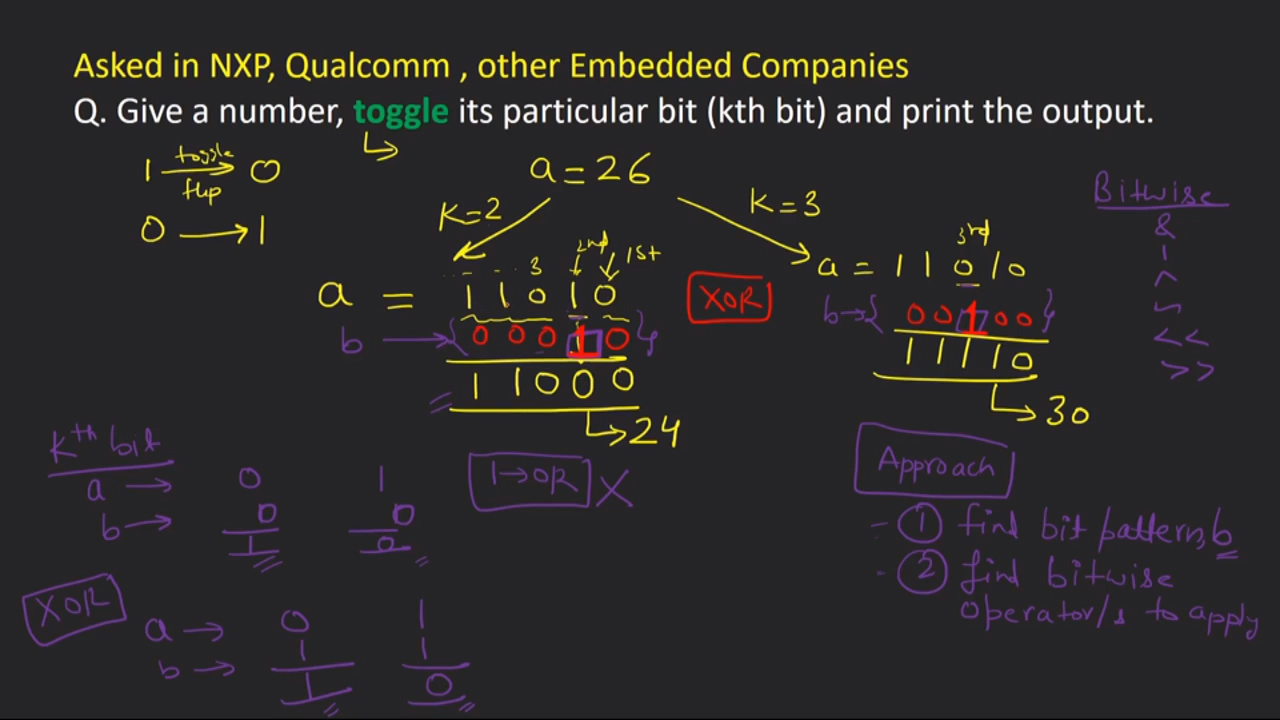 Asked in NXP, Qualcomm , other Embedded Companies
Q. Give a number, toggle its particular bit (kth bit) and print the output.
1 toggle → 0
flip
0 → 1
a = 26
K=2
K=3
3 2nd 1st
a = 1 1 0 1 0
b → { 0 0 0 1 0 }
1 1 0 0 0
→ 24
XOR
3rd
a = 1 1 0 1 0
b → { 0 0 1 0 0 }
1 1 1 1 0
→ 30
Bitwise
&
|
^
~
<<
>>
Kth bit
a → 0 1
b → 0 0
1 0
1 → OR X
XOR
a → 0 1
b → 1 1
1 0
Approach
- 1 find bit pattern, b
- 2 find bitwise
operator/s to apply